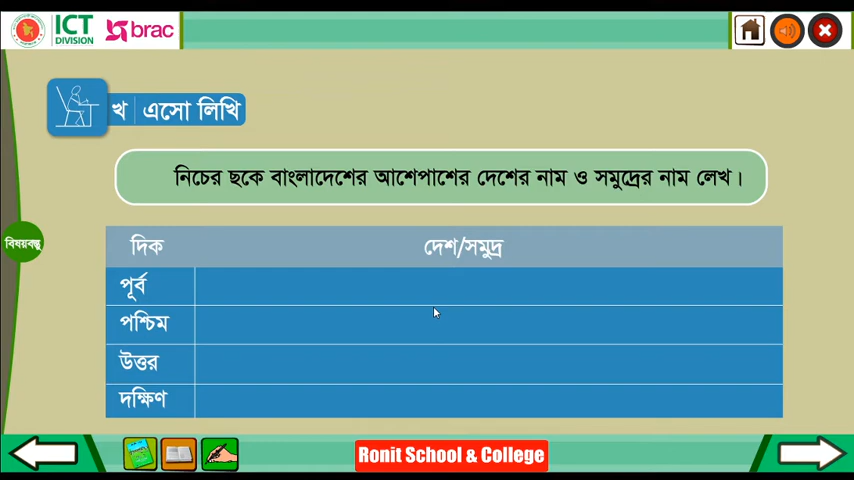 ICT
DIVISION
brac
খ এসো লিখি
নিচের ছকে বাংলাদেশের আশেপাশের দেশের নাম ও সমুদ্রের নাম লেখ।
বিষয়বস্তু
দিক দেশ/সমুদ্র
পূর্ব
পশ্চিম
উত্তর
দক্ষিণ
Ronit School & College